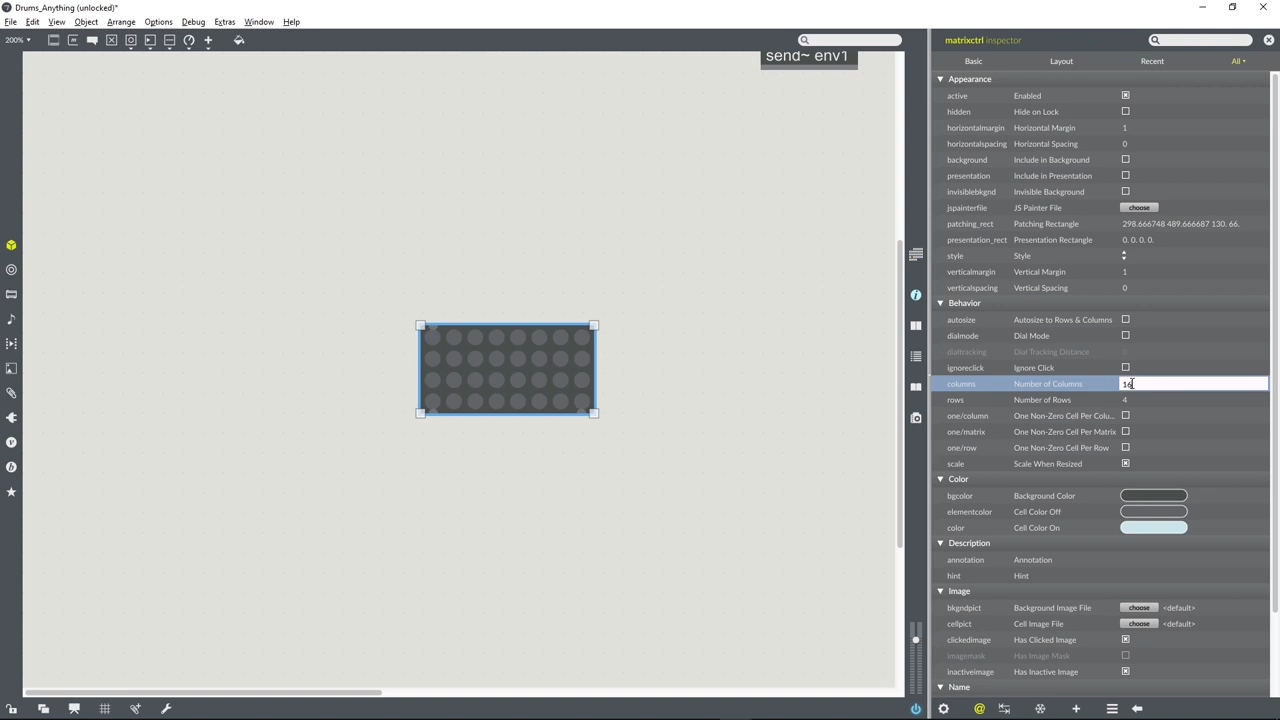 Drums_Anything (unlocked)*
File Edit View Object Arrange Options Debug Extras Window Help
200%
matrixctrl inspector
send~ env1
Basic Layout Recent All
Appearance
active Enabled
hidden Hide on Lock
horizontalmargin Horizontal Margin 1
horizontalspacing Horizontal Spacing 0
background Include in Background
presentation Include in Presentation
invisiblebkgnd Invisible Background
jspainterfile JS Painter File choose
patching_rect Patching Rectangle 298.666748 489.666687 130. 66.
presentation_rect Presentation Rectangle 0. 0. 0. 0.
style Style
verticalmargin Vertical Margin 1
verticalspacing Vertical Spacing 0
Behavior
autosize Autosize to Rows & Columns
dialmode Dial Mode
dialtracking Dial Tracking Distance
ignoreclick Ignore Click
columns Number of Columns 16
rows Number of Rows 4
one/column One Non-Zero Cell Per Colu...
one/matrix One Non-Zero Cell Per Matrix
one/row One Non-Zero Cell Per Row
scale Scale When Resized
Color
bgcolor Background Color
elementcolor Cell Color Off
color Cell Color On
Description
annotation Annotation
hint Hint
Image
bkgndpict Background Image File choose <default>
cellpict Cell Image File choose <default>
clickedimage Has Clicked Image
imagemask Has Image Mask
inactiveimage Has Inactive Image
Name